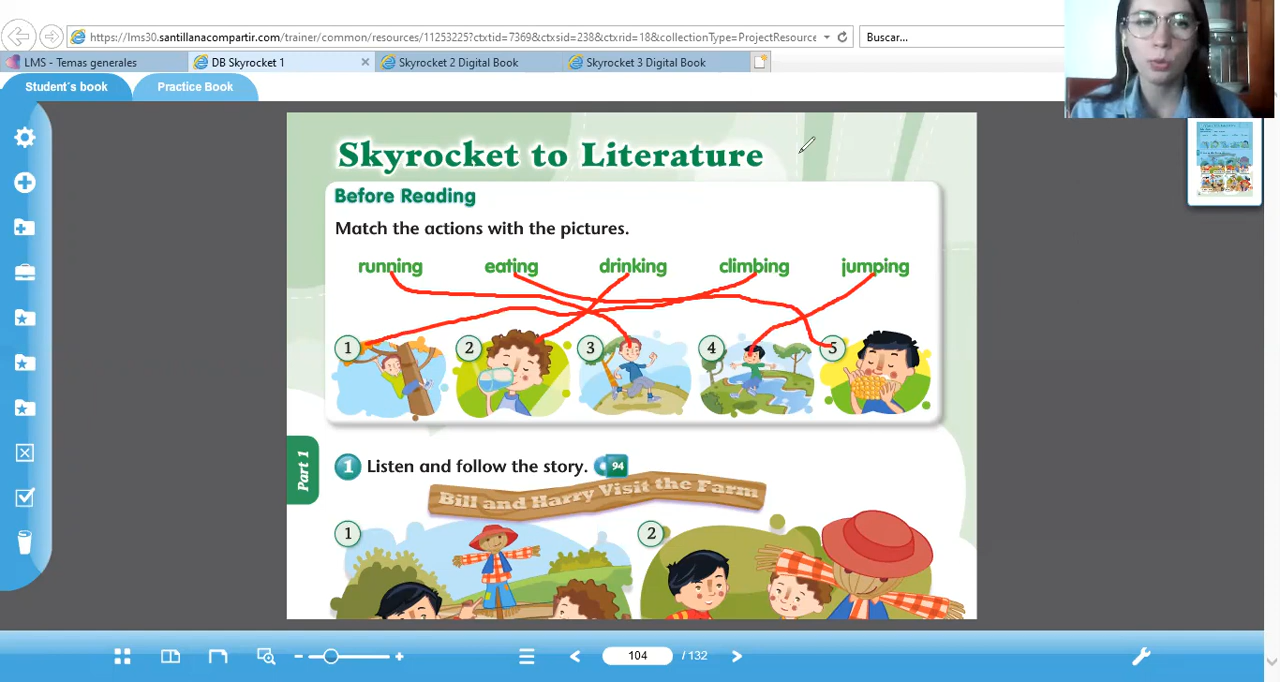 https://lms30.santillanacompartir.com/trainer/common/resources/11253225?ctxtid=7369&ctxsid=238&ctxrid=18&collectionType=ProjectResource
Buscar...
LMS - Temas generales
DB Skyrocket 1
Skyrocket 2 Digital Book
Skyrocket 3 Digital Book
Student´s book
Practice Book
Skyrocket to Literature
Before Reading
Match the actions with the pictures.
running eating drinking climbing jumping
1 2 3 4 5
Part 1
1 Listen and follow the story. 94
Bill and Harry Visit the Farm
1 2
104 /132